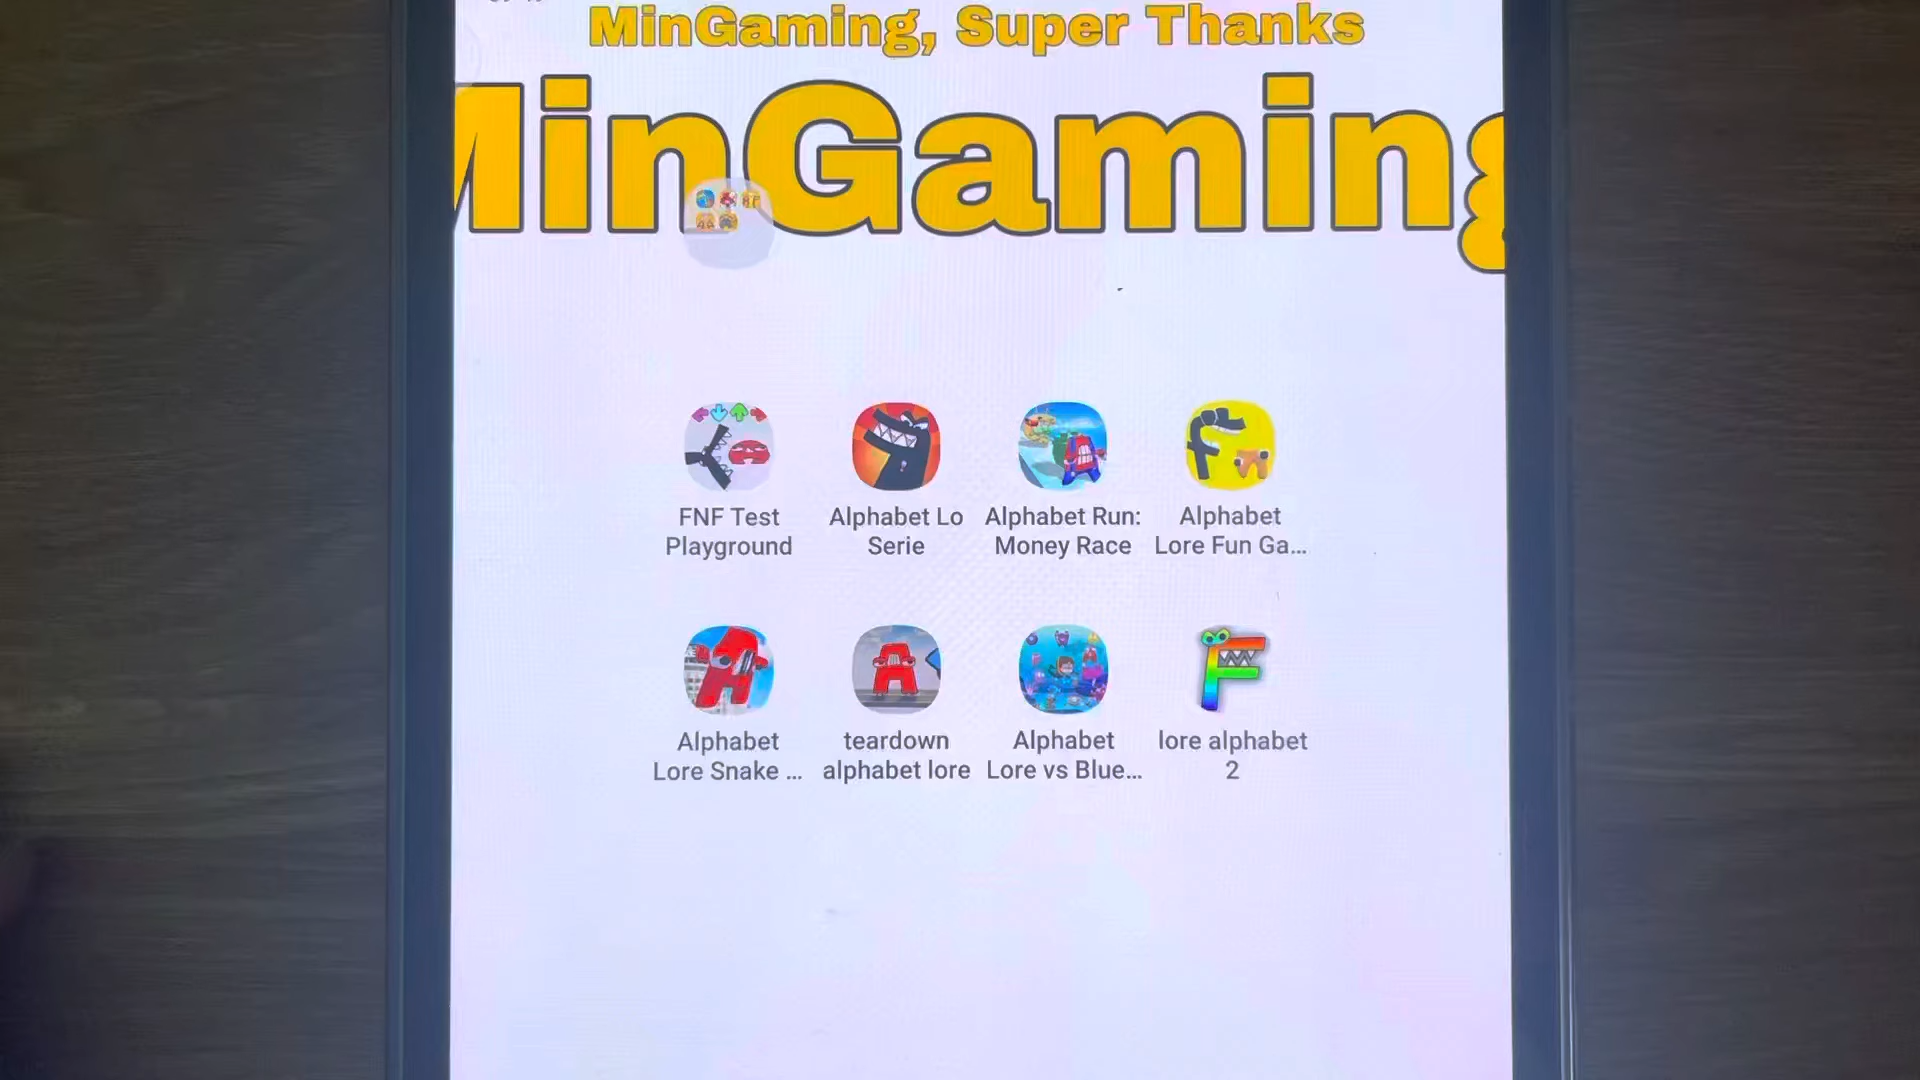 MinGaming, Super Thanks
MinGaming
FNF Test
Playground
Alphabet Lo
Serie
Alphabet Run:
Money Race
Alphabet
Lore Fun Ga...
Alphabet
Lore Snake ...
teardown
alphabet lore
Alphabet
Lore vs Blue...
lore alphabet
2